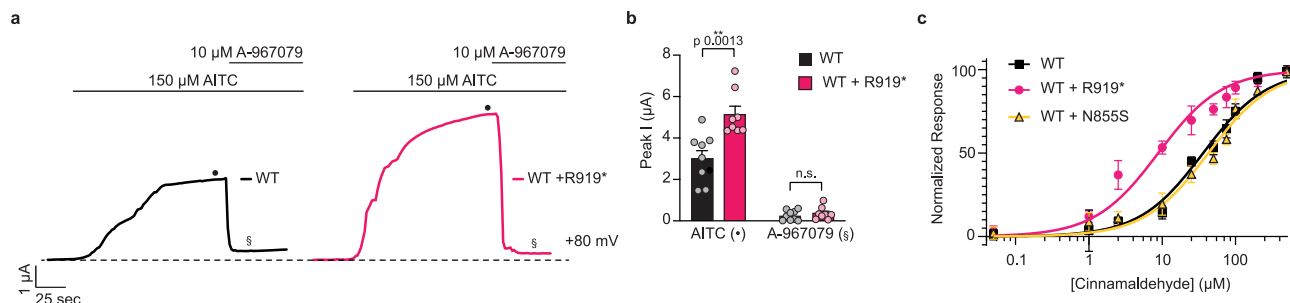 a
10 µM A-967079
150 µM AITC
WT
§
1 µA
25 sec
10 µM A-967079
150 µM AITC
WT +R919*
§
+80 mV
b
**
p 0.0013
WT
WT + R919*
n.s.
Peak I (µA)
8
6
4
2
0
AITC (•)
A-967079 (§)
c
WT
WT + R919*
WT + N855S
Normalized Response
100
50
0
0.1
1
10
100
[Cinnamaldehyde] (µM)